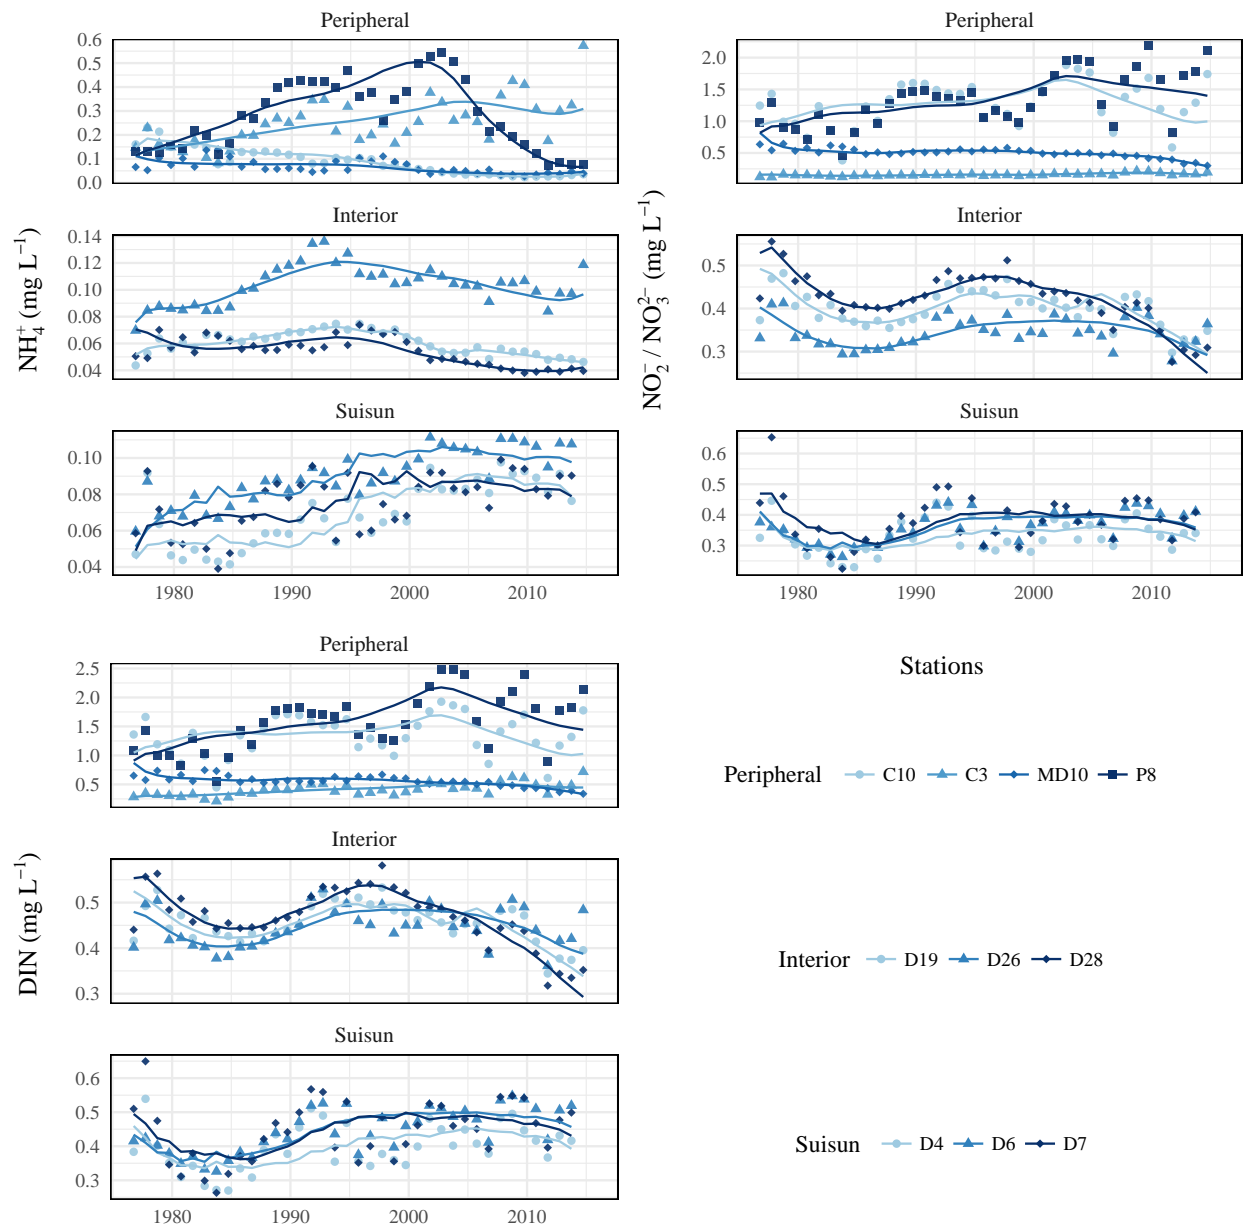 Peripheral
0.6
0.5
0.4
0.3
0.2
0.1
0.0
Interior
0.14
0.12
0.10
0.08
0.06
0.04
NH₄⁺ (mg L⁻¹)
Suisun
0.10
0.08
0.06
0.04
1980 1990 2000 2010
Peripheral
2.0
1.5
1.0
0.5
Interior
0.5
0.4
0.3
NO₂⁻ / NO₃²⁻ (mg L⁻¹)
Suisun
0.6
0.5
0.4
0.3
1980 1990 2000 2010
Peripheral
2.5
2.0
1.5
1.0
0.5
Interior
0.5
0.4
0.3
DIN (mg L⁻¹)
Suisun
0.6
0.5
0.4
0.3
1980 1990 2000 2010
Stations
Peripheral C10 C3 MD10 P8
Interior D19 D26 D28
Suisun D4 D6 D7